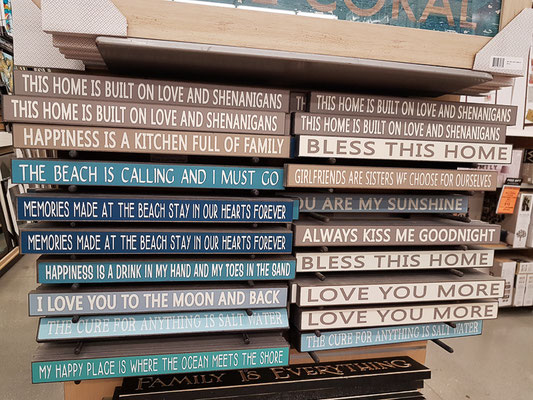 CORAL
THIS HOME IS BUILT ON LOVE AND SHENANIGANS
THIS HOME IS BUILT ON LOVE AND SHENANIGANS
HAPPINESS IS A KITCHEN FULL OF FAMILY
THE BEACH IS CALLING AND I MUST GO
MEMORIES MADE AT THE BEACH STAY IN OUR HEARTS FOREVER
MEMORIES MADE AT THE BEACH STAY IN OUR HEARTS FOREVER
HAPPINESS IS A DRINK IN MY HAND AND MY TOES IN THE SAND
I LOVE YOU TO THE MOON AND BACK
THE CURE FOR ANYTHING IS SALT WATER
MY HAPPY PLACE IS WHERE THE OCEAN MEETS THE SHORE
THIS HOME IS BUILT ON LOVE AND SHENANIGANS
THIS HOME IS BUILT ON LOVE AND SHENANIGANS
BLESS THIS HOME
GIRLFRIENDS ARE SISTERS WE CHOOSE FOR OURSELVES
YOU ARE MY SUNSHINE
ALWAYS KISS ME GOODNIGHT
BLESS THIS HOME
LOVE YOU MORE
LOVE YOU MORE
THE CURE FOR ANYTHING IS SALT WATER
FAMILY IS EVERYTHING